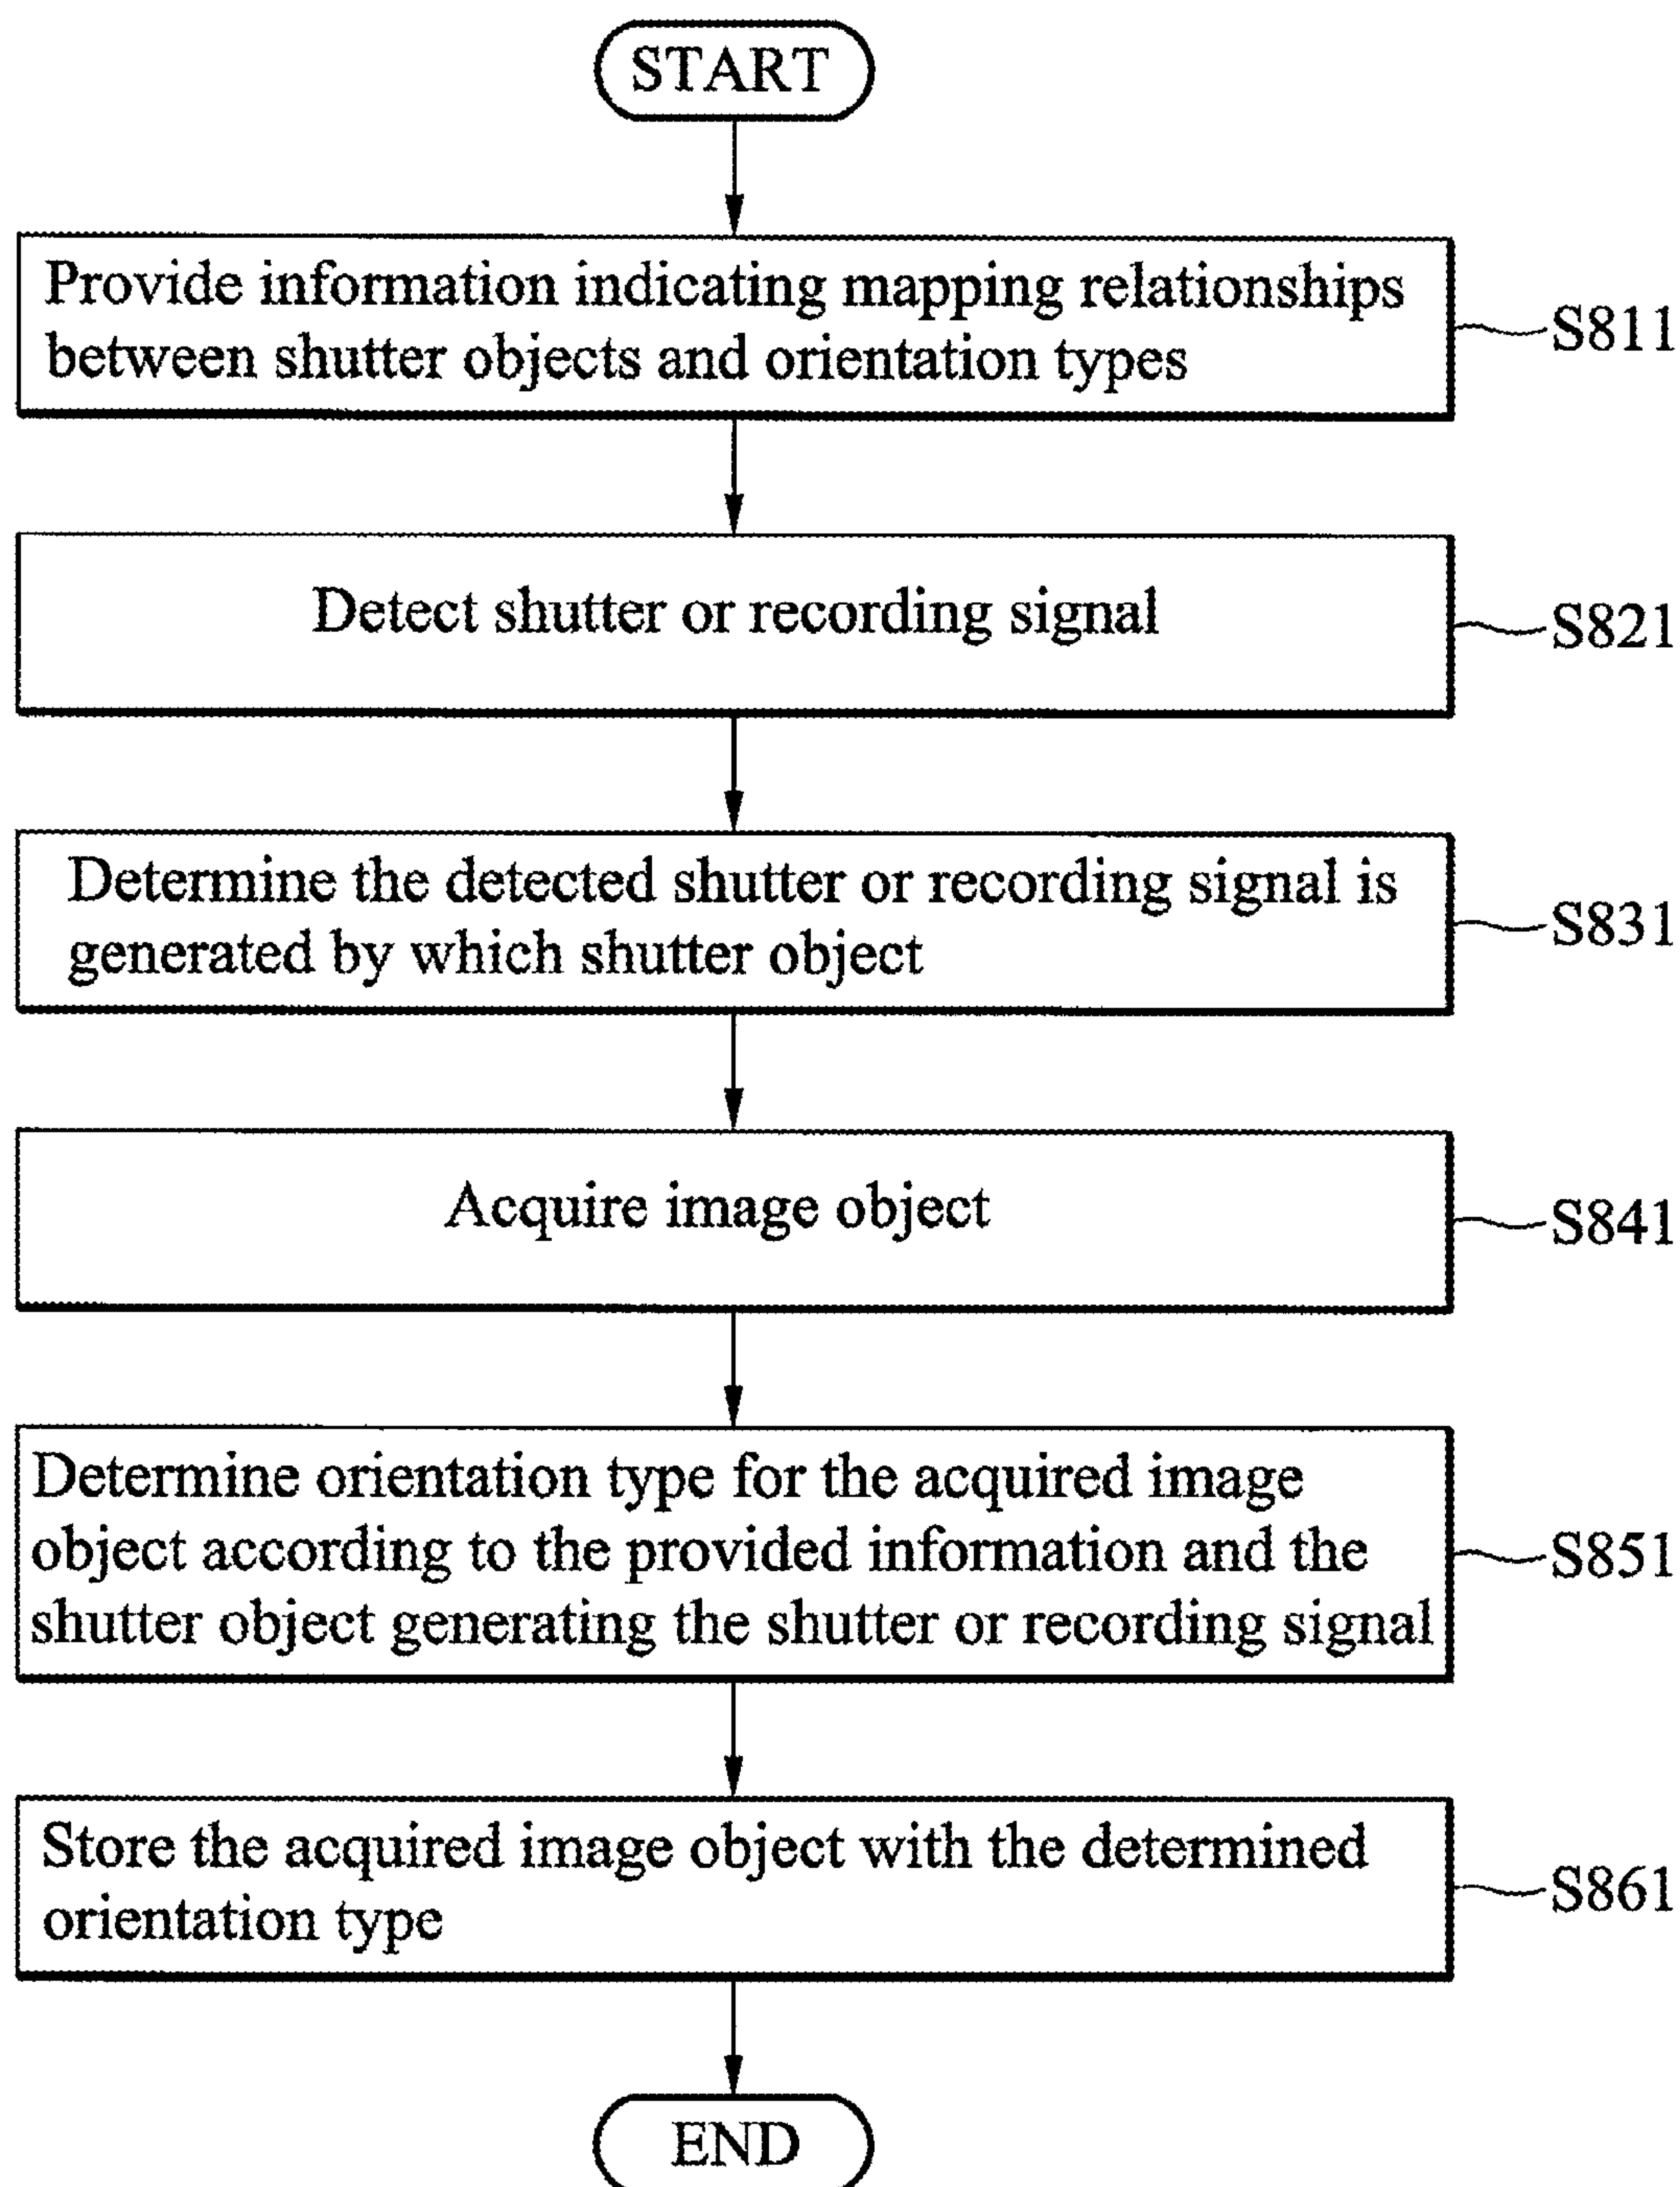 START
Provide information indicating mapping relationships
between shutter objects and orientation types
S811
Detect shutter or recording signal
S821
Determine the detected shutter or recording signal is
generated by which shutter object
S831
Acquire image object
S841
Determine orientation type for the acquired image
object according to the provided information and the
shutter object generating the shutter or recording signal
S851
Store the acquired image object with the determined
orientation type
S861
END